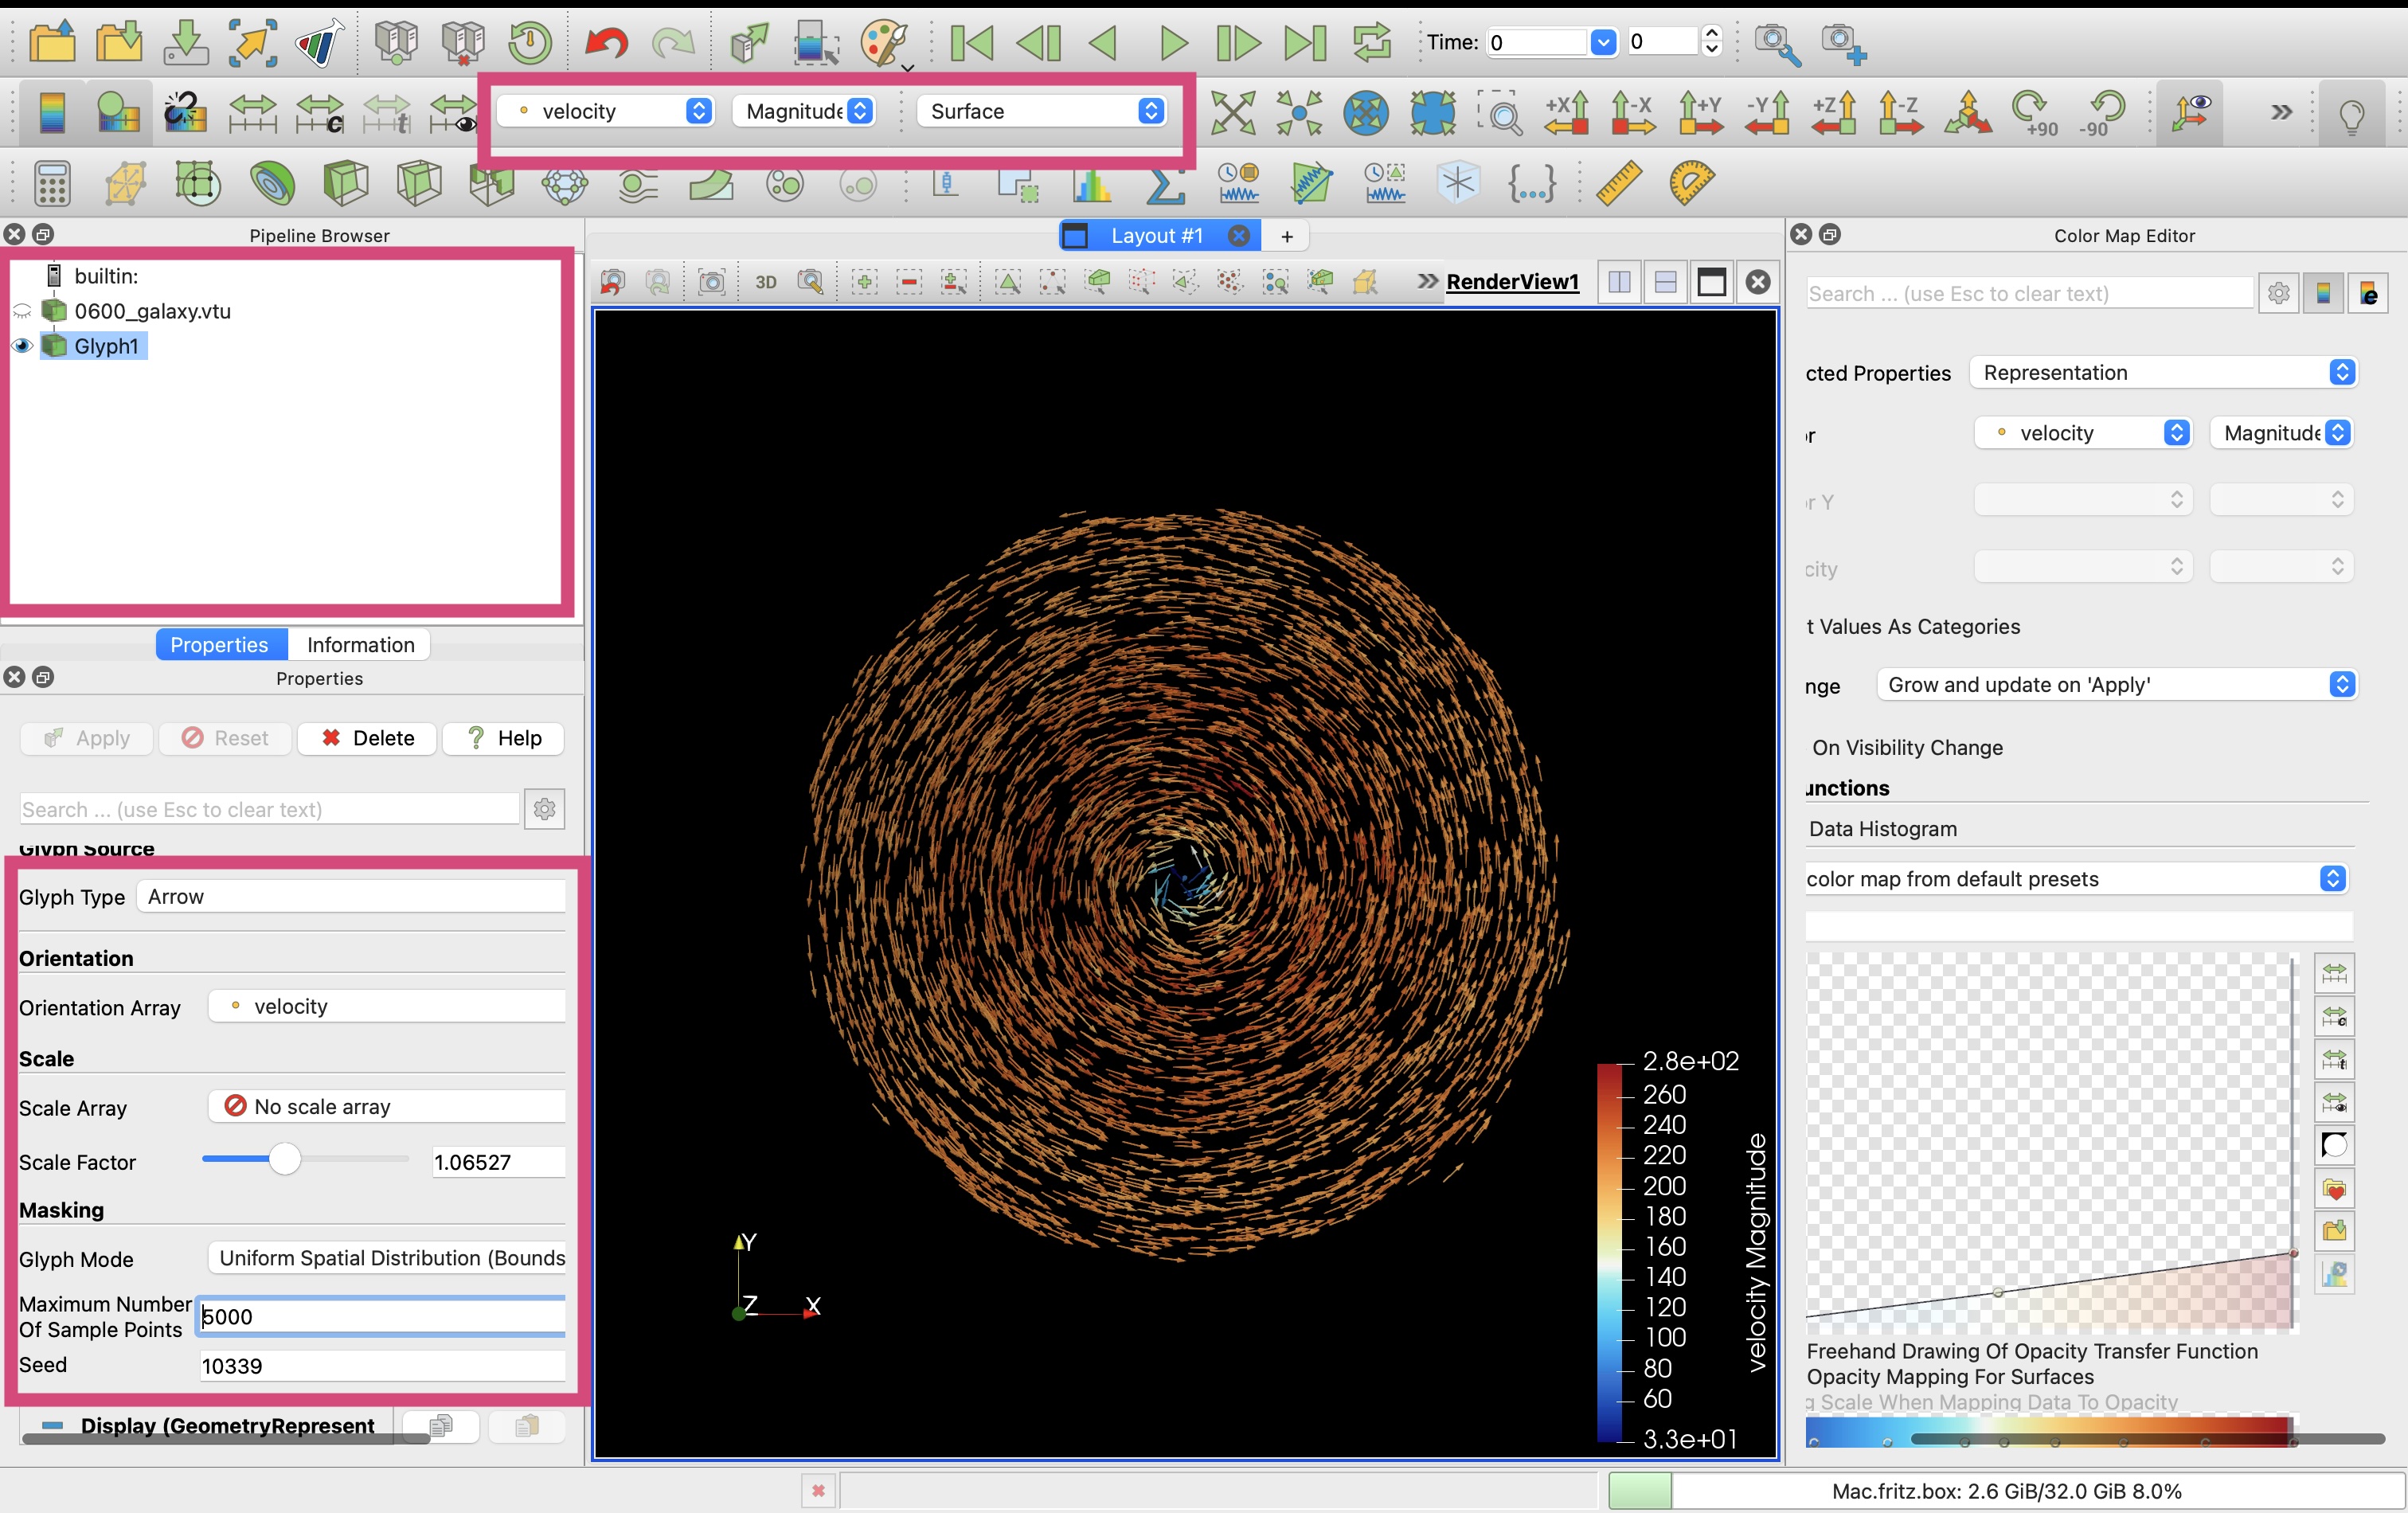 Time: 0 0
velocity Magnitude Surface
+X -X +Y -Y +Z -Z +90 -90
Pipeline Browser
builtin:
0600_galaxy.vtu
Glyph1
Properties Information
Properties
Apply Reset Delete Help
Search ... (use Esc to clear text)
Glyph Source
Glyph Type Arrow
Orientation
Orientation Array velocity
Scale
Scale Array No scale array
Scale Factor 1.06527
Masking
Glyph Mode Uniform Spatial Distribution (Bounds
Maximum Number
Of Sample Points 5000
Seed 10339
Display (GeometryRepresent
Layout #1 +
3D RenderView1
Y
Z X
2.8e+02
260
240
220
200
180
160
140
120
100
80
60
3.3e+01
velocity Magnitude
Color Map Editor
Search ... (use Esc to clear text)
cted Properties Representation
r velocity Magnitude
r Y
city
t Values As Categories
nge Grow and update on 'Apply'
On Visibility Change
unctions
Data Histogram
color map from default presets
Freehand Drawing Of Opacity Transfer Function
Opacity Mapping For Surfaces
g Scale When Mapping Data To Opacity
Mac.fritz.box: 2.6 GiB/32.0 GiB 8.0%